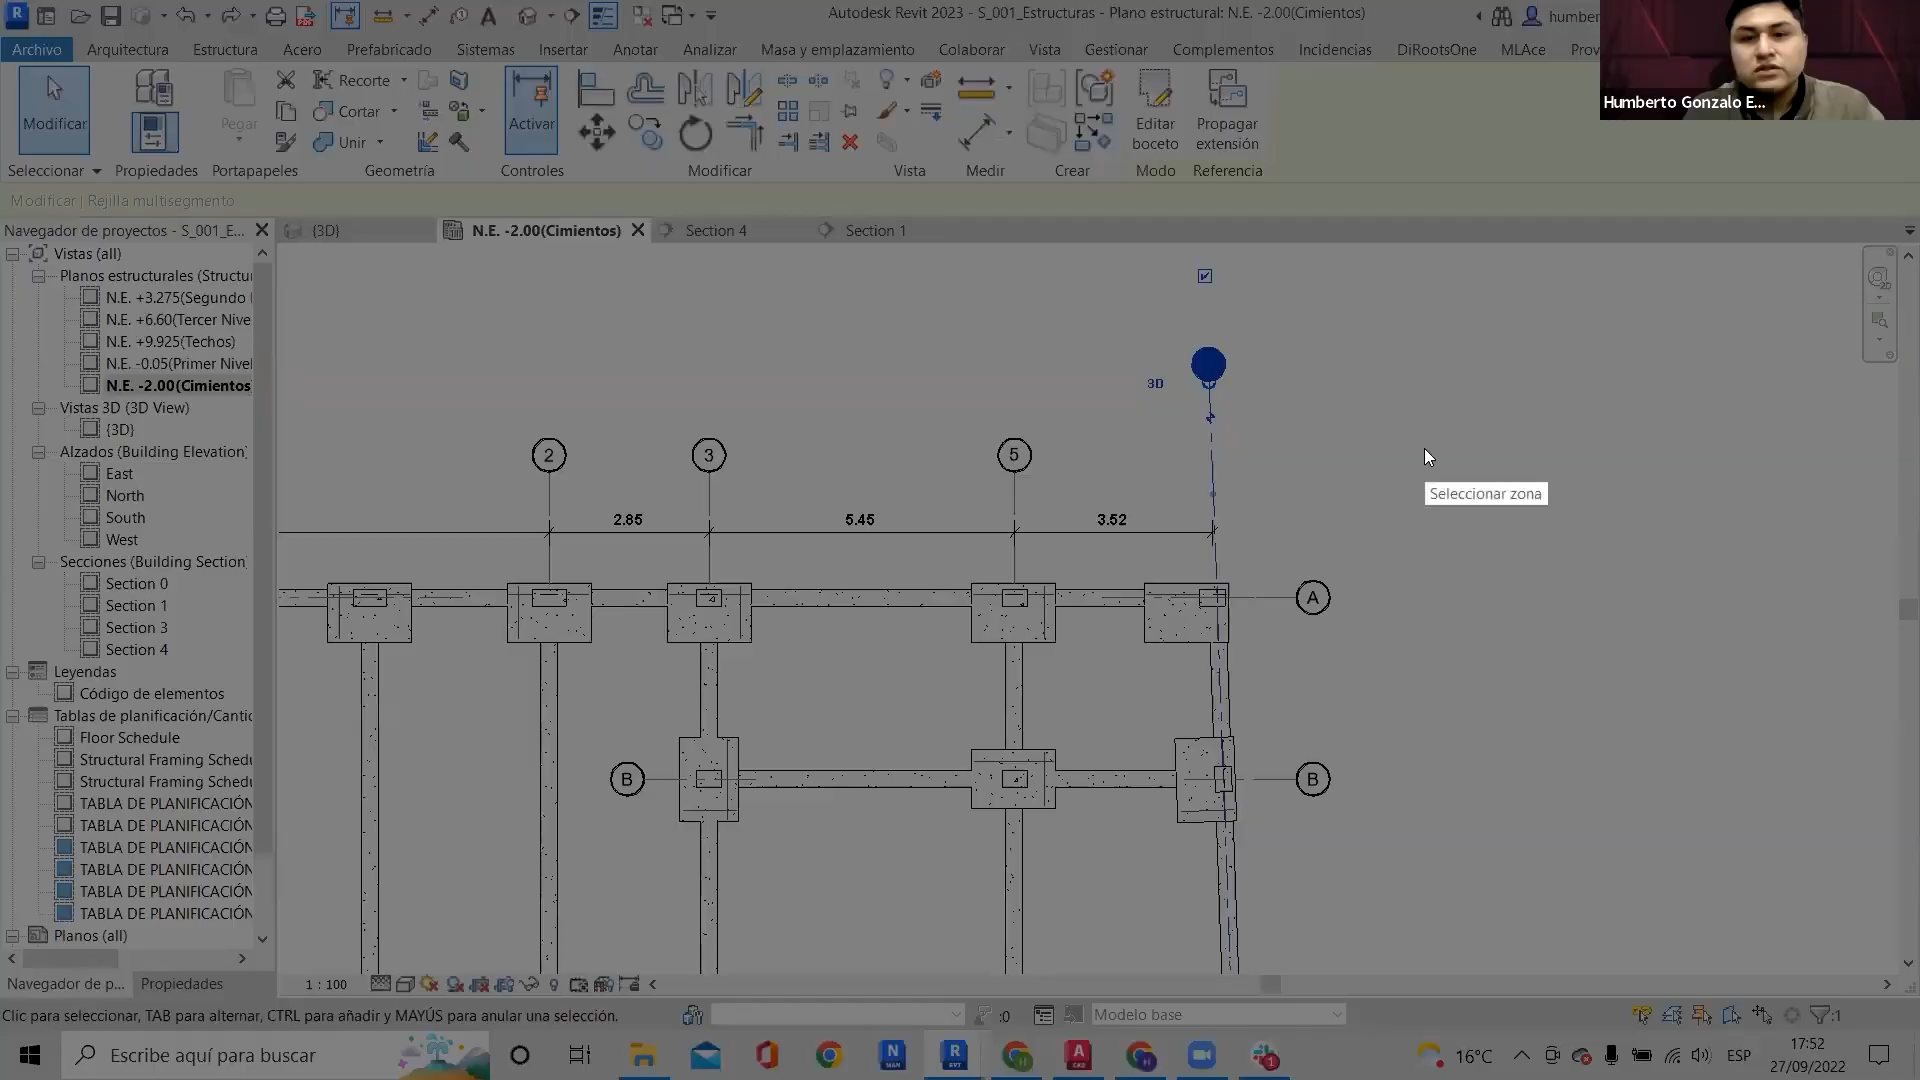 Autodesk Revit 2023 - S_001_Estructuras - Plano estructural: N.E. -2.00(Cimientos)
humber
Archivo Arquitectura Estructura Acero Prefabricado Sistemas Insertar Anotar Analizar Masa y emplazamiento Colaborar Vista Gestionar Complementos Incidencias DiRootsOne MLAce Prov
Humberto Gonzalo E...
Modificar
Pegar
Recorte
Cortar
Unir
Activar
Editar boceto
Propagar extensión
Seleccionar Propiedades Portapapeles Geometría Controles Modificar Vista Medir Crear Modo Referencia
Modificar | Rejilla multisegmento
Navegador de proyectos - S_001_E...
{3D}
N.E. -2.00(Cimientos)
Section 4
Section 1
Vistas (all)
Planos estructurales (Structu
N.E. +3.275(Segundo
N.E. +6.60(Tercer Nive
N.E. +9.925(Techos)
N.E. -0.05(Primer Nivel
N.E. -2.00(Cimientos
Vistas 3D (3D View)
{3D}
Alzados (Building Elevation)
East
North
South
West
Secciones (Building Section)
Section 0
Section 1
Section 3
Section 4
Leyendas
Código de elementos
Tablas de planificación/Cantic
Floor Schedule
Structural Framing Schedu
Structural Framing Schedu
TABLA DE PLANIFICACIÓN
TABLA DE PLANIFICACIÓN
TABLA DE PLANIFICACIÓN
TABLA DE PLANIFICACIÓN
TABLA DE PLANIFICACIÓN
TABLA DE PLANIFICACIÓN
Planos (all)
Navegador de p... Propiedades
3D
2 3 5
2.85 5.45 3.52
A
B B
Seleccionar zona
2D
1 : 100
Clic para seleccionar, TAB para alternar, CTRL para añadir y MAYÚS para anular una selección.
:0
Modelo base
:1
Escribe aquí para buscar
16°C
ESP
17:52
27/09/2022